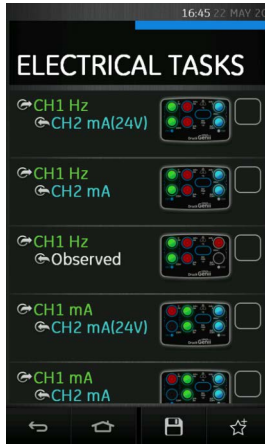 16:45 22 MAY 20
ELECTRICAL TASKS
CH1 Hz
CH2 mA(24V)
CH1 Hz
CH2 mA
CH1 Hz
Observed
CH1 mA
CH2 mA(24V)
CH1 mA
CH2 mA